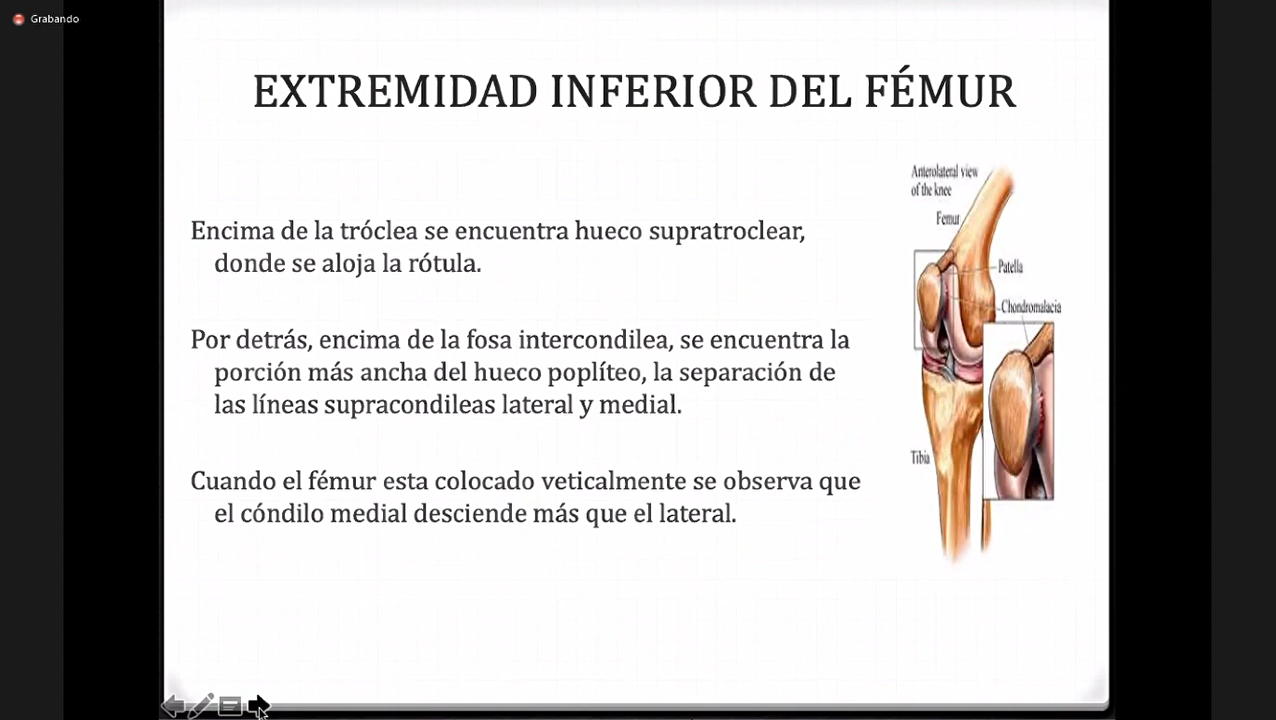 Grabando
EXTREMIDAD INFERIOR DEL FÉMUR
Encima de la tróclea se encuentra hueco supratroclear,
donde se aloja la rótula.
Por detrás, encima de la fosa intercondilea, se encuentra la
porción más ancha del hueco poplíteo, la separación de
las líneas supracondileas lateral y medial.
Cuando el fémur esta colocado veticalmente se observa que
el cóndilo medial desciende más que el lateral.
Anterolateral view
of the knee
Femur
Patella
Chondromalacia
Tibia